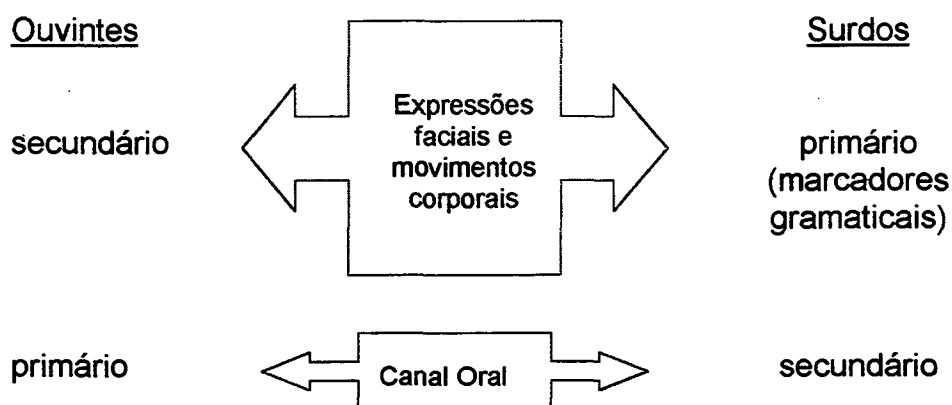 Ouvintes
Surdos
secundário
Expressões
faciais e
movimentos
corporais
primário
(marcadores
gramaticais)
primário
Canal Oral
secundário